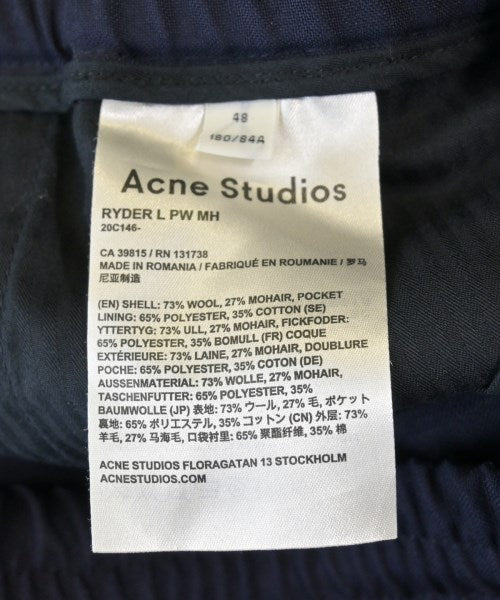 48
180/84A
Acne Studios
RYDER L PW MH
20C146-
CA 39815 / RN 131738
MADE IN ROMANIA / FABRIQUÉ EN ROUMANIE / 罗马
尼亚制造
(EN) SHELL: 73% WOOL, 27% MOHAIR, POCKET
LINING: 65% POLYESTER, 35% COTTON (SE)
YTTERTYG: 73% ULL, 27% MOHAIR, FICKFODER:
65% POLYESTER, 35% BOMULL (FR) COQUE
EXTÉRIEURE: 73% LAINE, 27% MOHAIR, DOUBLURE
POCHE: 65% POLYESTER, 35% COTON (DE)
AUSSENMATERIAL: 73% WOLLE, 27% MOHAIR,
TASCHENFUTTER: 65% POLYESTER, 35%
BAUMWOLLE (JP) 表地: 73% ウール, 27% 毛, ポケット
裏地: 65% ポリエステル, 35% コットン (CN) 外层: 73%
羊毛, 27% 马海毛, 口袋衬里: 65% 聚酯纤维, 35% 棉
ACNE STUDIOS FLORAGATAN 13 STOCKHOLM
ACNESTUDIOS.COM